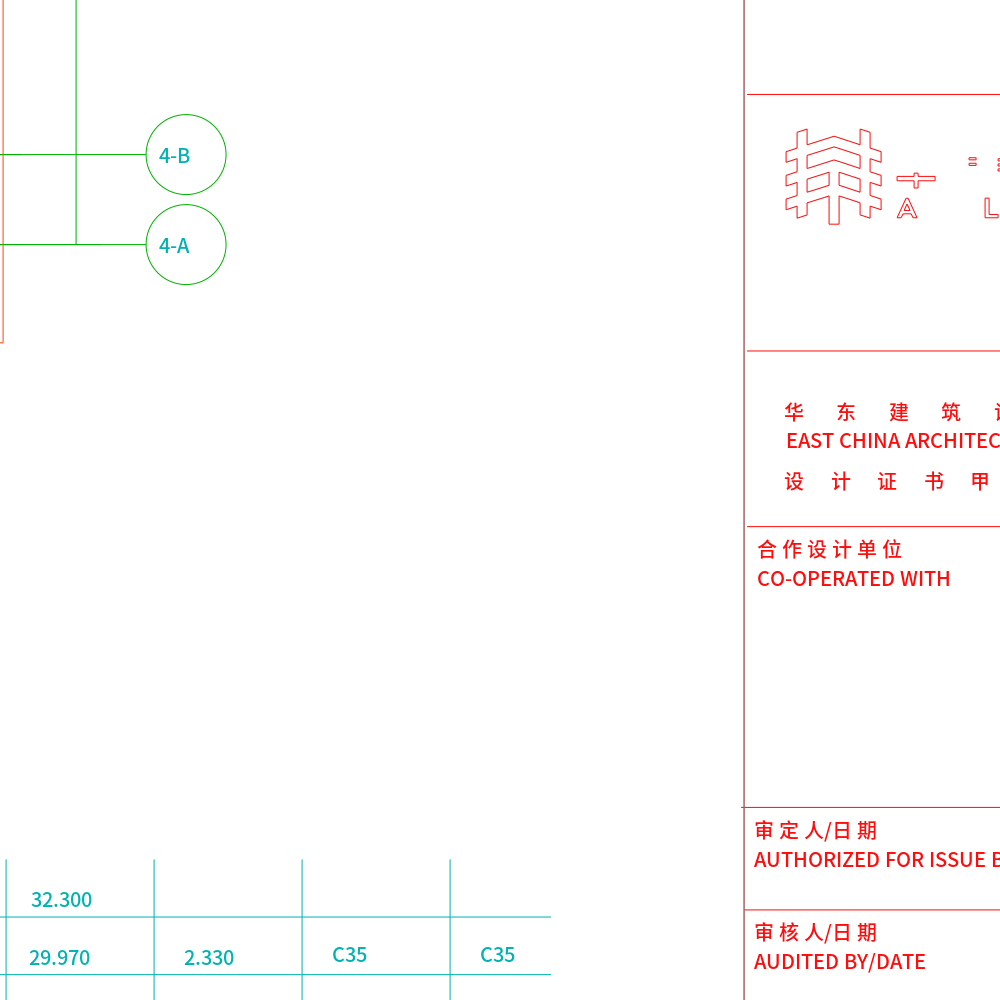 4-B
4-A
32.300
29.970 2.330 C35 C35
A L
华 东 建 筑
EAST CHINA ARCHITEC
设 计 证 书 甲
合 作 设 计 单 位
CO-OPERATED WITH
审 定 人/日 期
AUTHORIZED FOR ISSUE B
审 核 人/日 期
AUDITED BY/DATE